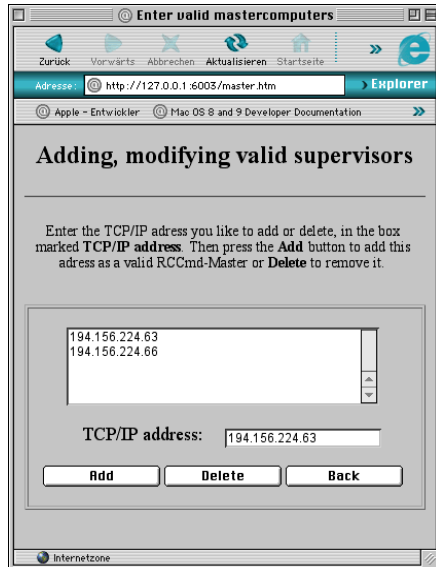 Enter valid mastercomputers
Zurück Vorwärts Abbrechen Aktualisieren Startseite »
Adresse: @ http://127.0.0.1:6003/master.htm › Explorer
@ Apple - Entwickler @ Mac OS 8 and 9 Developer Documentation »
Adding, modifying valid supervisors
Enter the TCP/IP adress you like to add or delete, in the box
marked TCP/IP address. Then press the Add button to add this
adress as a valid RCCmd-Master or Delete to remove it.
194.156.224.63
194.156.224.66
TCP/IP address: 194.156.224.63
Add Delete Back
Internetzone